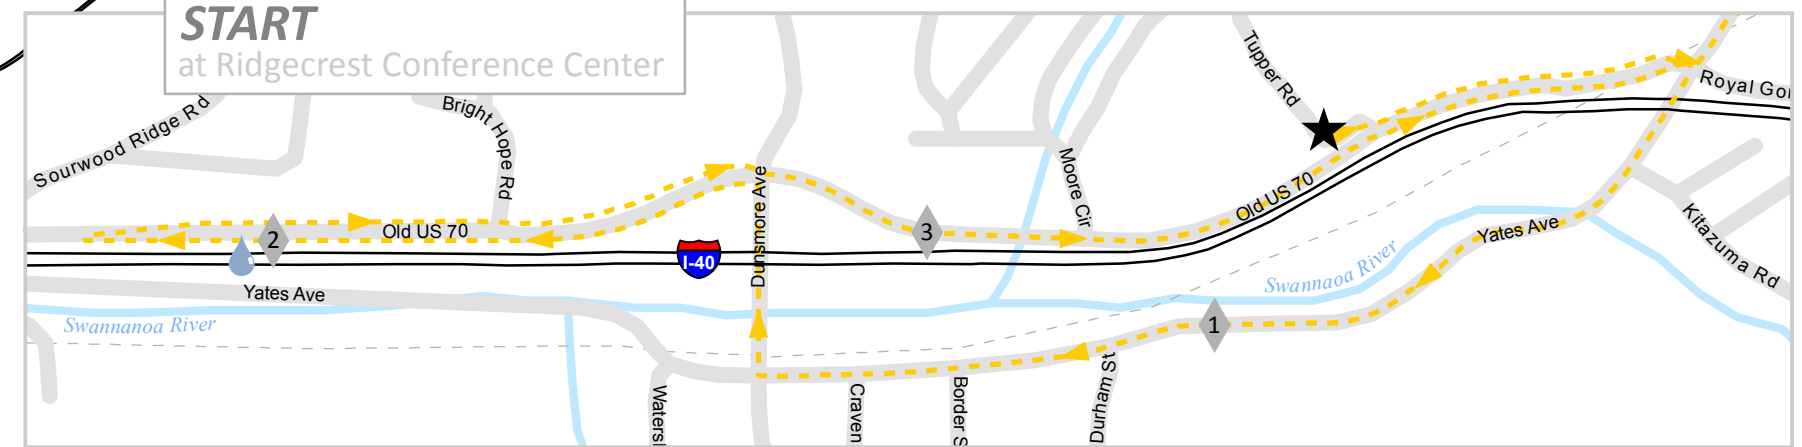 START
at Ridgecrest Conference Center
Tupper Rd
Royal Gor
Sourwood Ridge Rd
Bright Hope Rd
Moore Cir
Old US 70
Dunsmore Ave
Old US 70
2
3
I-40
Kitazuma Rd
Yates Ave
Swannaoa River
Yates Ave
Swannanoa River
1
Durham St
Craven
Border S
Waters